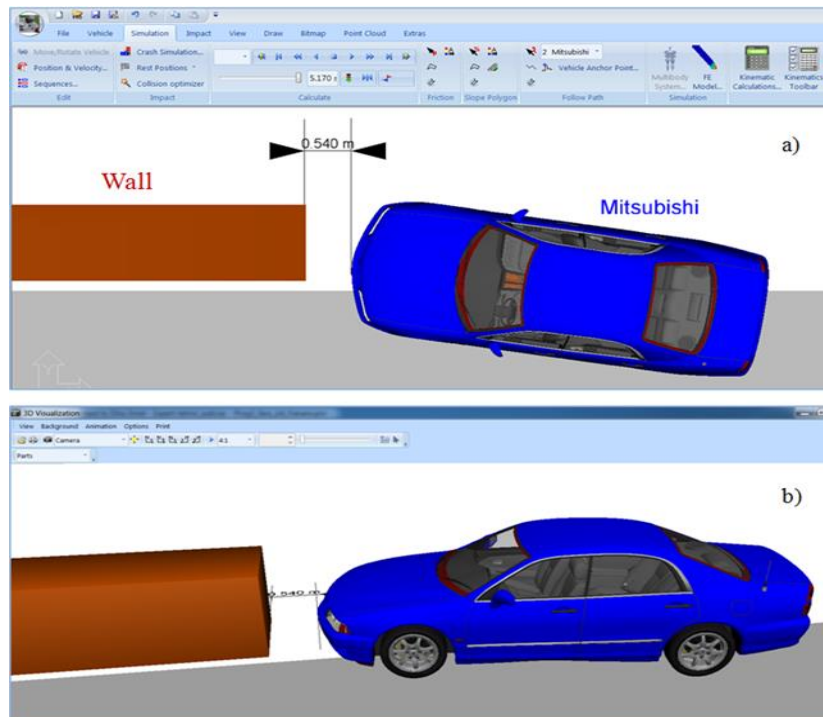 File Vehicle Simulation Impact View Draw Bitmap Point Cloud Extras
Move/Rotate Vehicle Crash Simulation... 2 Mitsubishi
Position & Velocity... Rest Positions Vehicle Anchor Point...
Sequences... Collision optimizer 5.170 s Multibody System... FE Model... Kinematic Calculations... Kinematics Toolbar
Edit Impact Calculate Friction Slope Polygon Follow Path Simulation
0.540 m
a)
Wall
Mitsubishi
3D Visualization
View Background Animation Options Print
Camera 4:1
Parts
b)
0.540 m